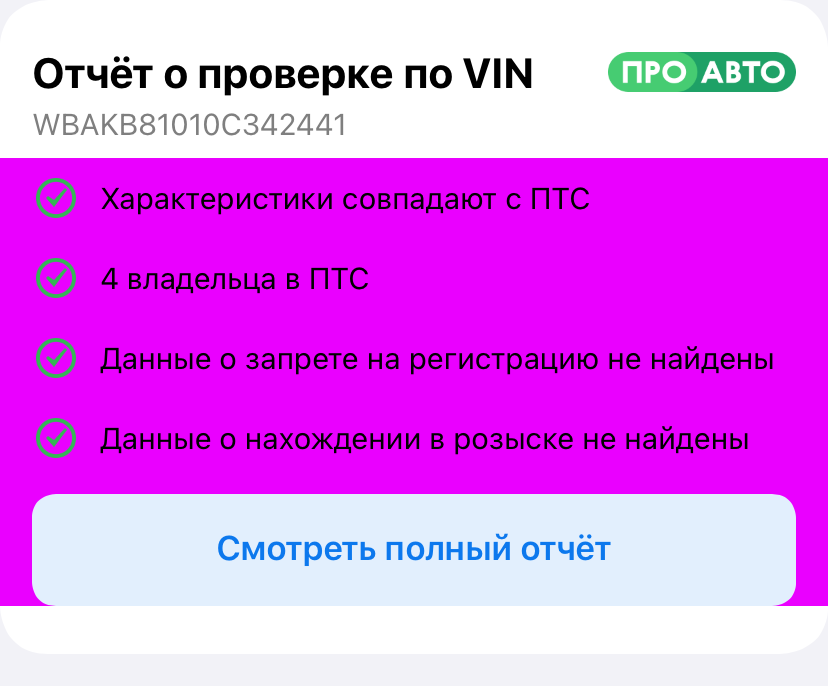 Отчёт о проверке по VIN
ПРО АВТО
WBAKB81010C342441
Характеристики совпадают с ПТС
4 владельца в ПТС
Данные о запрете на регистрацию не найдены
Данные о нахождении в розыске не найдены
Смотреть полный отчёт